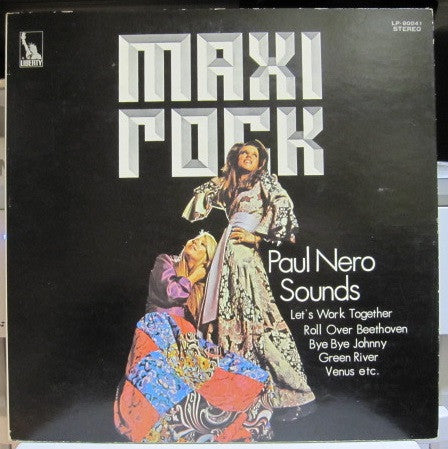 LIBERTY
LP-80041
STEREO
MAXI
ROCK
Paul Nero
Sounds
Let's Work Together
Roll Over Beethoven
Bye Bye Johnny
Green River
Venus etc.